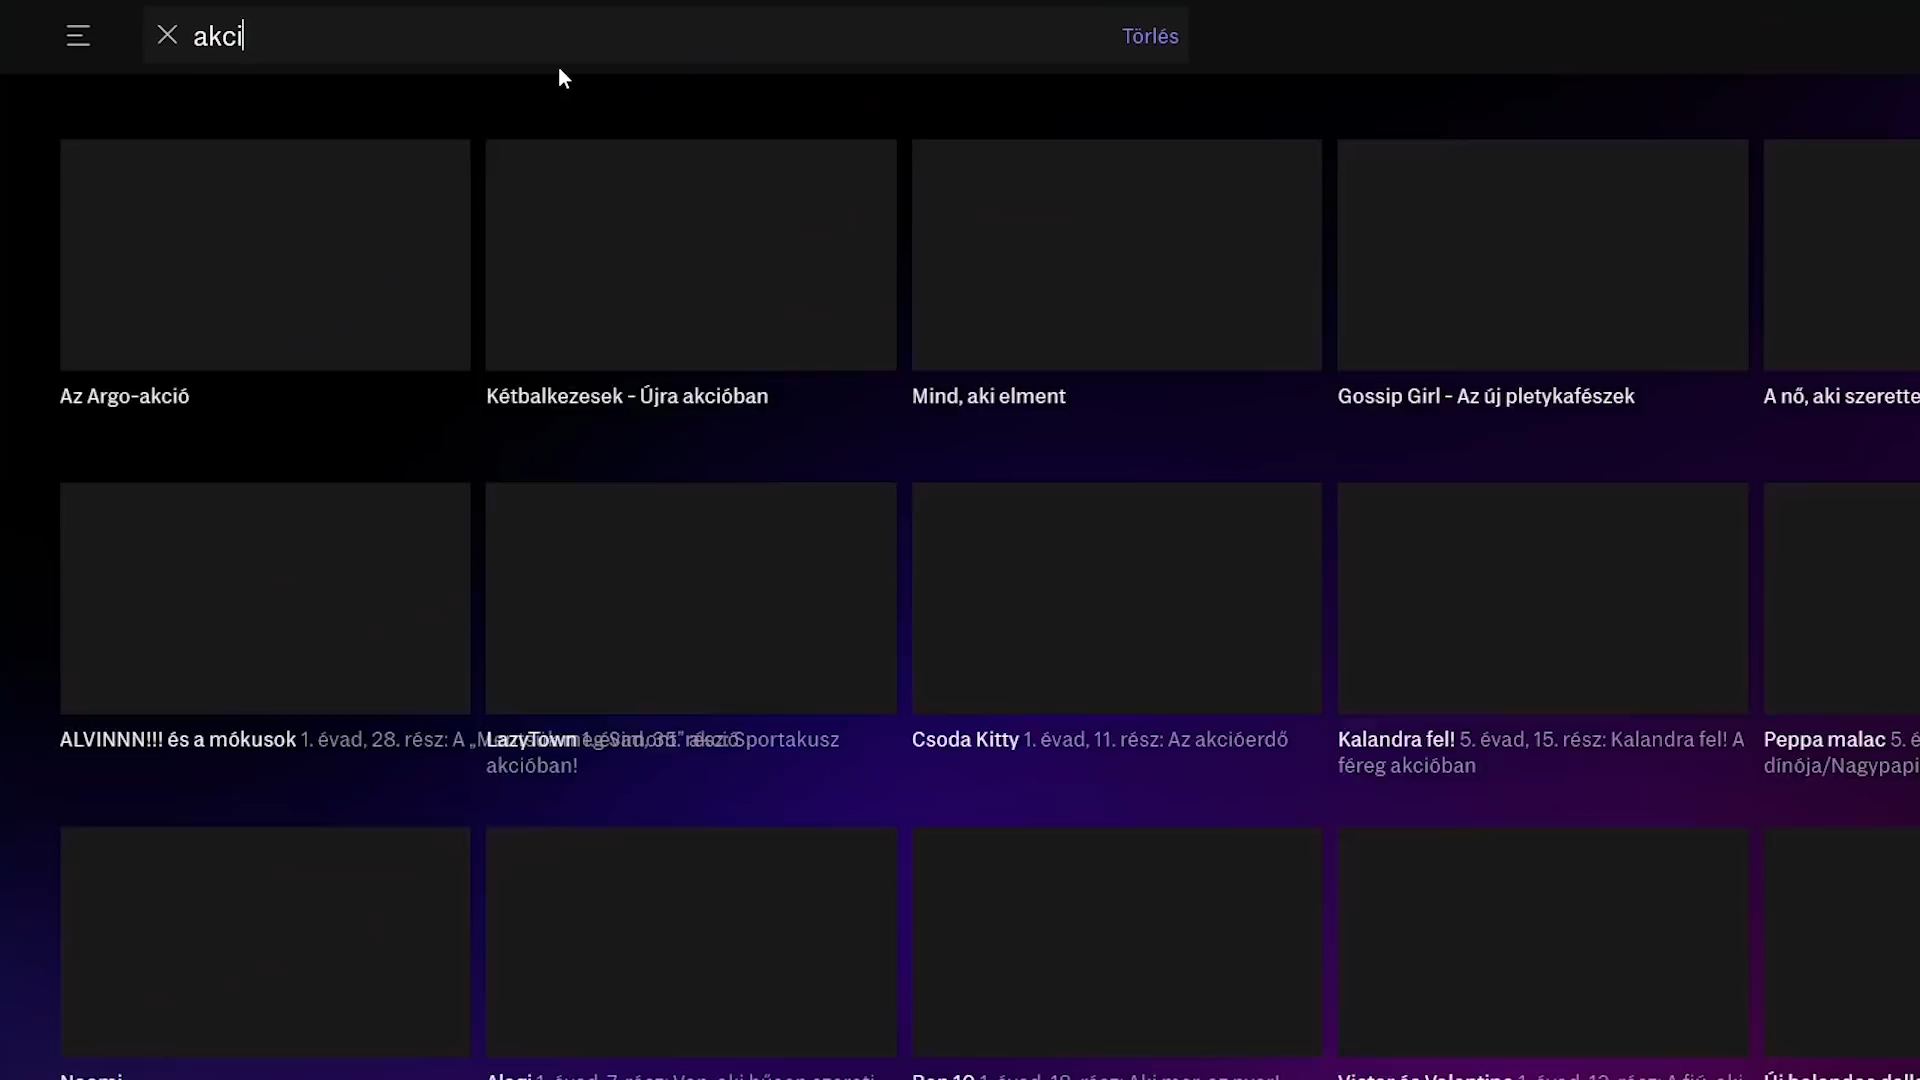 akci
Törlés
Az Argo-akció
Kétbalkezesek - Újra akcióban
Mind, aki elment
Gossip Girl - Az új pletykafészek
A nő, aki szerette
ALVINNN!!! és a mókusok 1. évad, 28. rész: A
LazyTown Sportakusz
akcióban!
Csoda Kitty 1. évad, 11. rész: Az akcióerdő
Kalandra fel! 5. évad, 15. rész: Kalandra fel! A
féreg akcióban
Peppa malac 5. é
dínója/Nagypapi